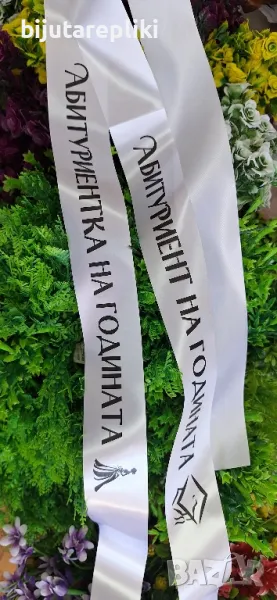 bijutarepliki
АБИТУРИЕНТКА НА ГОДИНАТА
АБИТУРИЕНТ НА ГОДИНАТА
bazar